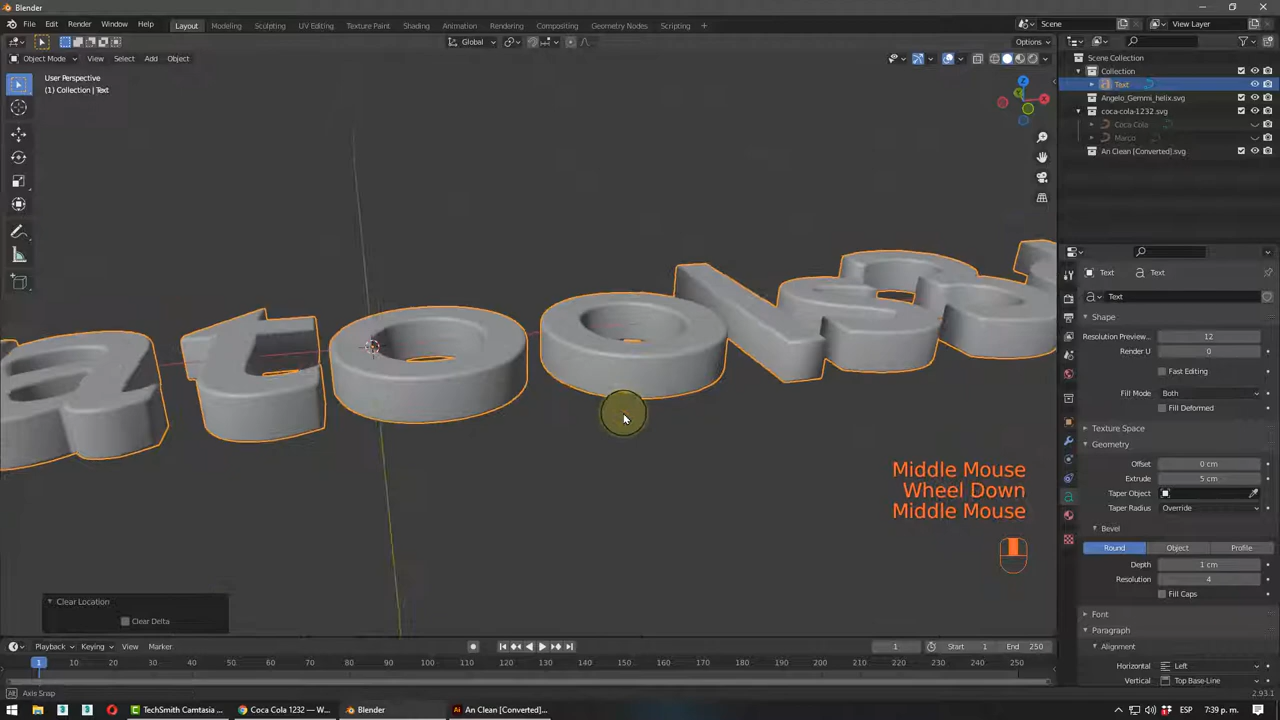 Blender
File Edit Render Window Help Layout Modeling Sculpting UV Editing Texture Paint Shading Animation Rendering Compositing Geometry Nodes Scripting + Scene View Layer
Global Options
Object Mode View Select Add Object
User Perspective
(1) Collection | Text
Z
Y
X
Scene Collection
Collection
Text
Angelo_Gemmi_helix.svg
coca-cola-1232.svg
Coca Cola
Março
An Clean [Converted].svg
Text Text
Text
Shape
Resolution Preview... 12
Render U 0
Fast Editing
Fill Mode Both
Fill Deformed
Texture Space
Geometry
Offset 0 cm
Extrude 5 cm
Taper Object
Taper Radius Override
Bevel
Round Object Profile
Depth 1 cm
Resolution 4
Fill Caps
Font
Paragraph
Alignment
Horizontal Left
Vertical Top Base-Line
Middle Mouse
Wheel Down
Middle Mouse
Clear Location
Clear Delta
Playback Keying View Marker 1 Start 1 End 250
1 10 20 30 40 50 60 70 80 90 100 110 120 130 140 150 160 170 180 190 200 210 220 230 240 250
Axis Snap 2.93.1
TechSmith Camtasia Coca Cola 1232 — W... Blender An Clean [Converted]... ESP 7:39 p. m.